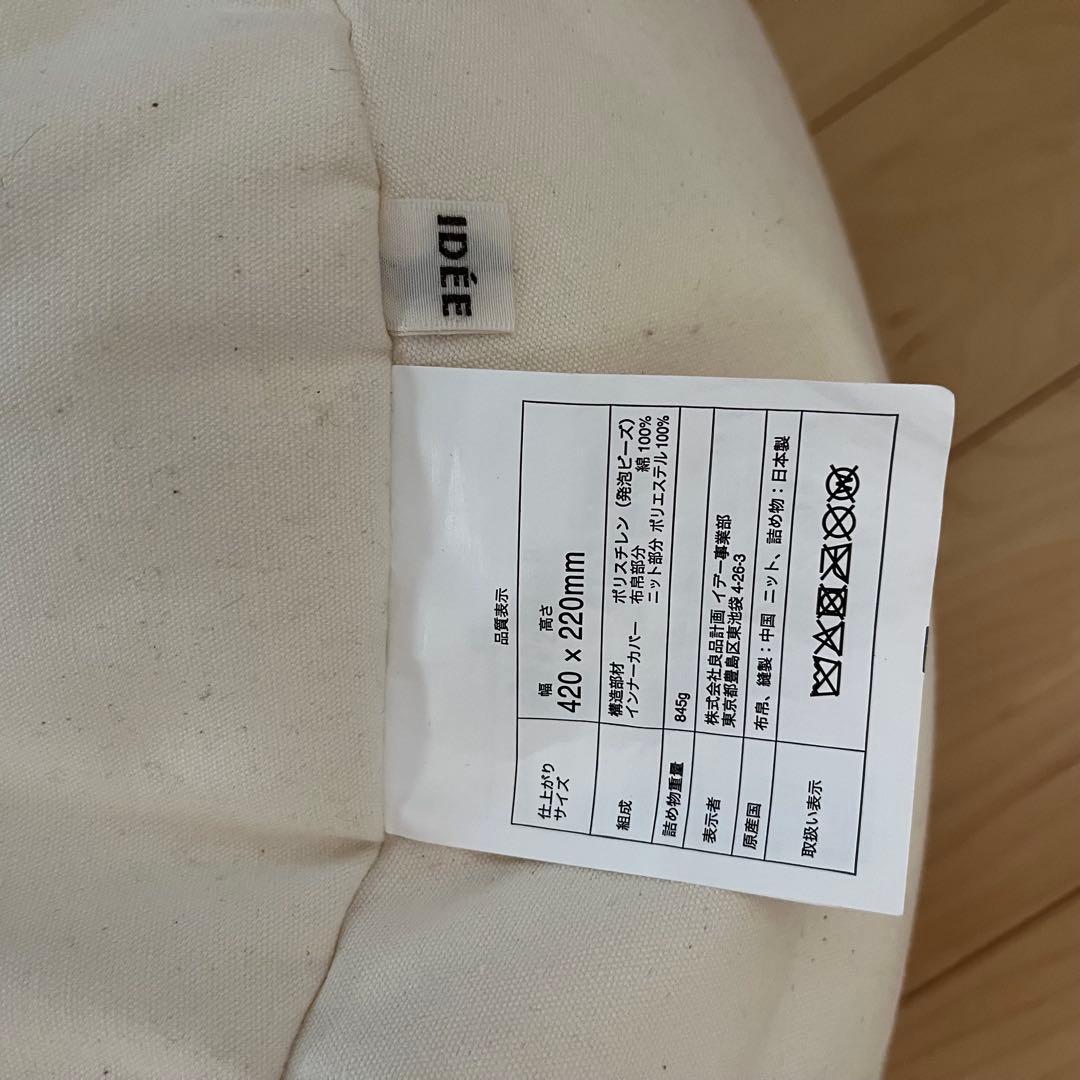 IDÉE
品質表示
仕上がり
サイズ
幅 高さ
420 x 220mm
組成
構造部材 ポリスチレン（発泡ビーズ）
インナーカバー 布帛部分 綿 100%
ニット部分 ポリエステル 100%
詰め物重量 845g
表示者
株式会社良品計画 イデー事業部
東京都豊島区東池袋 4-26-3
原産国 布帛、縫製：中国 ニット、詰め物：日本製
取扱い表示